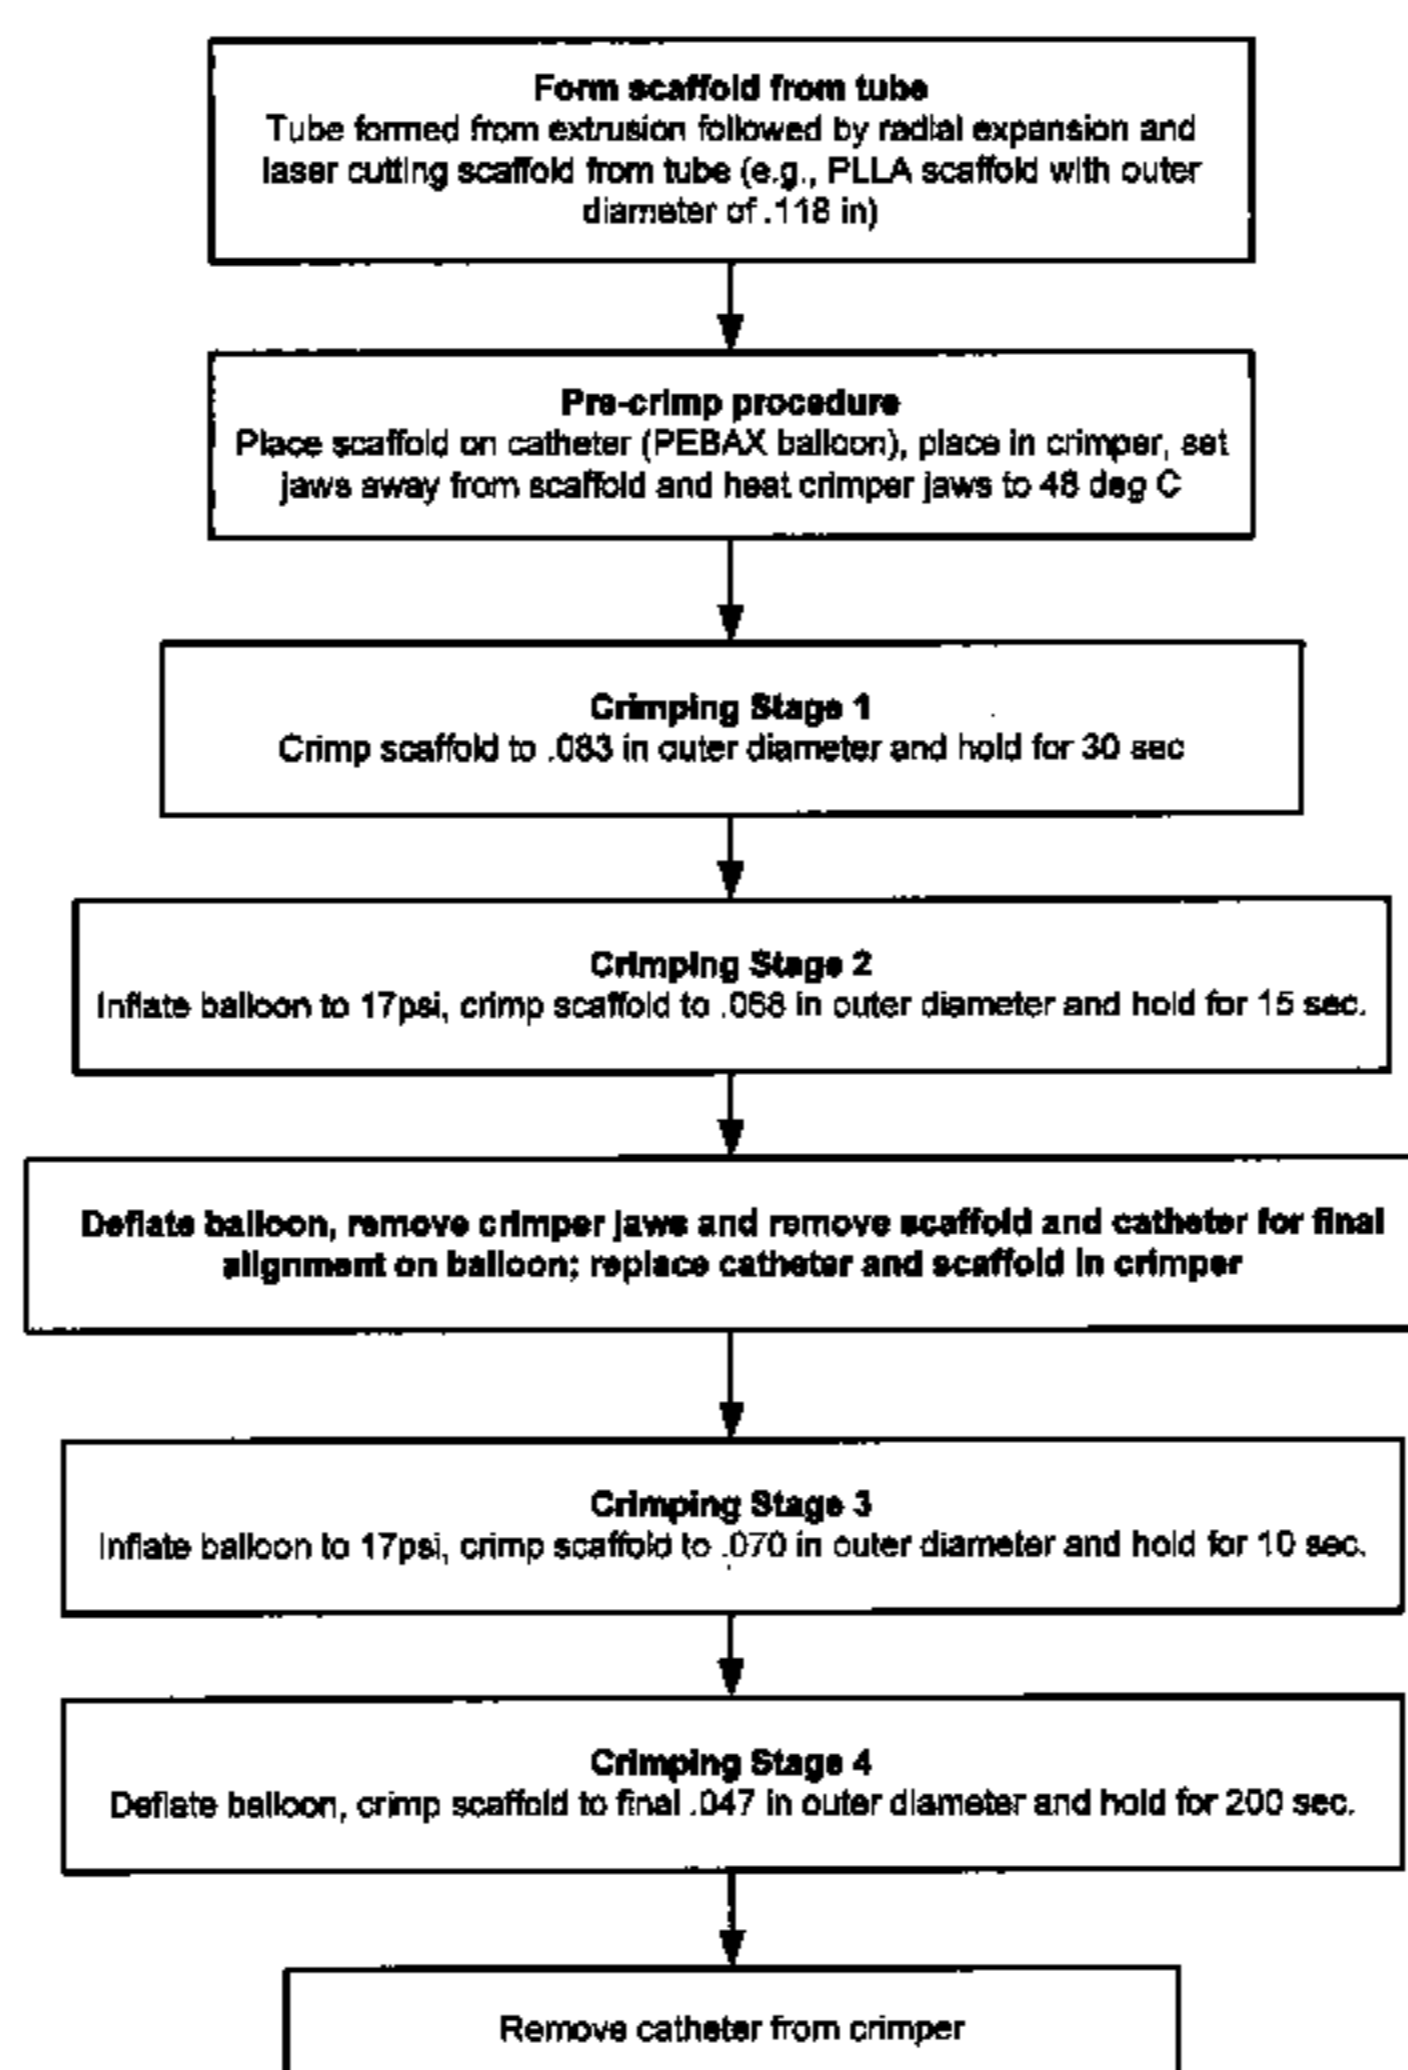 Form scaffold from tube
Tube formed from extrusion followed by radial expansion and
laser cutting scaffold from tube (e.g., PLLA scaffold with outer
diameter of .118 in)
Pre-crimp procedure
Place scaffold on catheter (PEBAX balloon), place in crimper, set
jaws away from scaffold and heat crimper jaws to 48 deg C
Crimping Stage 1
Crimp scaffold to .083 in outer diameter and hold for 30 sec
Crimping Stage 2
Inflate balloon to 17psi, crimp scaffold to in outer diameter and hold for 15 sec.
Deflate balloon, remove crimper jaws and remove scaffold and catheter for final
alignment on balloon; replace catheter and scaffold in crimper
Crimping Stage 3
Inflate balloon to 17psi, crimp scaffold to .070 in outer diameter and hold for 10 sec.
Crimping Stage 4
Deflate balloon, crimp scaffold to final .047 in outer diameter and hold for 200 sec.
Remove catheter from crimper